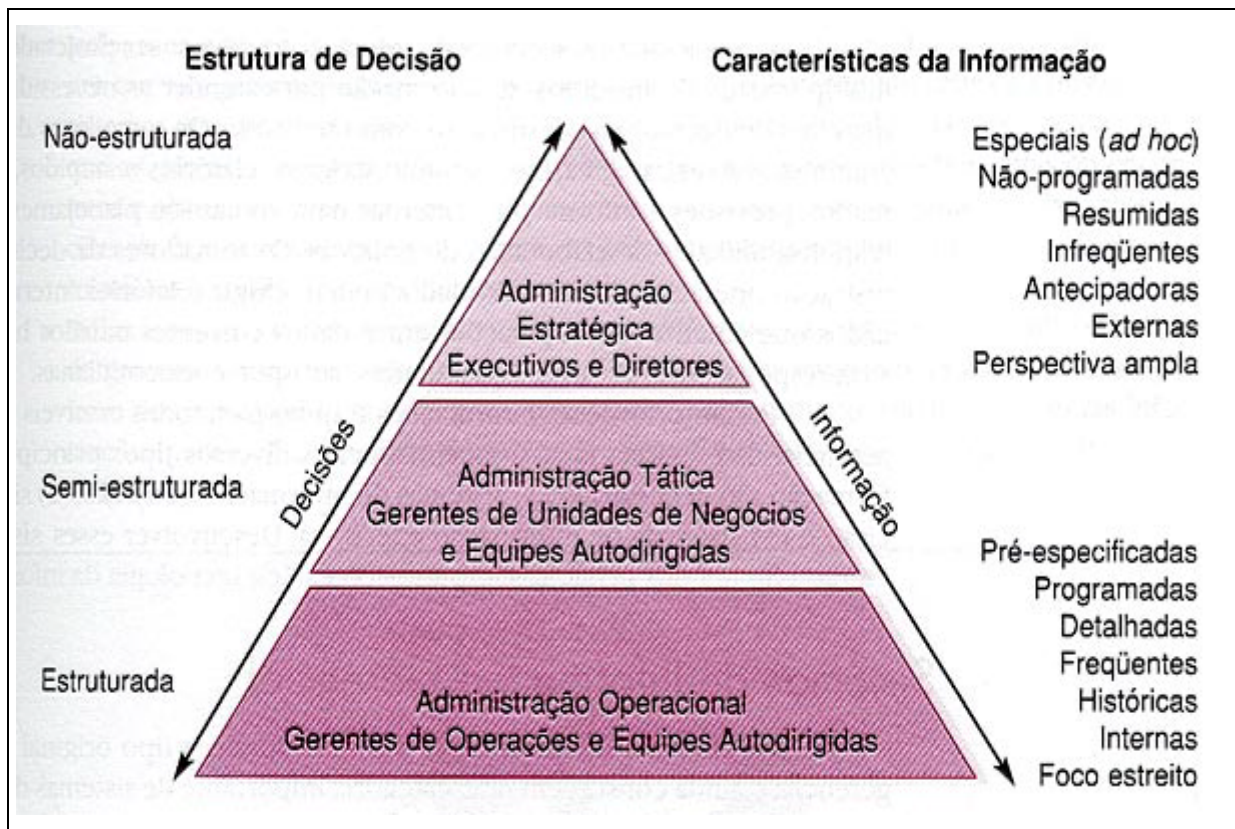 Estrutura de Decisão
Características da Informação
Não-estruturada
Semi-estruturada
Estruturada
Decisões
Administração
Estratégica
Executivos e Diretores
Administração Tática
Gerentes de Unidades de Negócios
e Equipes Autodirigidas
Administração Operacional
Gerentes de Operações e Equipes Autodirigidas
Informação
Especiais (ad hoc)
Não-programadas
Resumidas
Infreqüentes
Antecipadoras
Externas
Perspectiva ampla
Pré-especificadas
Programadas
Detalhadas
Freqüentes
Históricas
Internas
Foco estreito